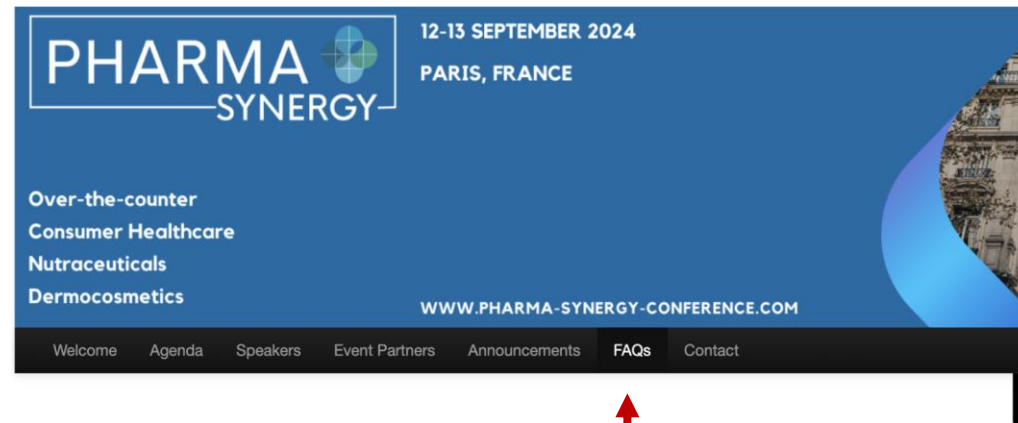 PHARMA
SYNERGY
12-13 SEPTEMBER 2024
PARIS, FRANCE
Over-the-counter
Consumer Healthcare
Nutraceuticals
Dermocosmetics
WWW.PHARMA-SYNERGY-CONFERENCE.COM
Welcome Agenda Speakers Event Partners Announcements FAQs Contact